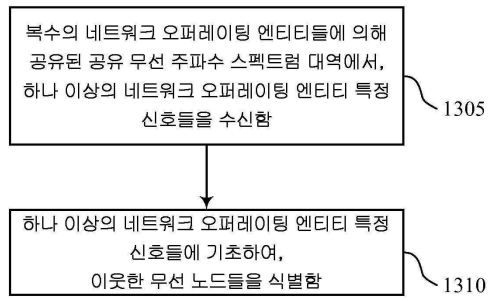 복수의 네트워크 오퍼레이팅 엔티티들에 의해
공유된 공유 무선 주파수 스펙트럼 대역에서,
하나 이상의 네트워크 오퍼레이팅 엔티티 특정
신호들을 수신함
1305
하나 이상의 네트워크 오퍼레이팅 엔티티 특정
신호들에 기초하여,
이웃한 무선 노드들을 식별함
1310